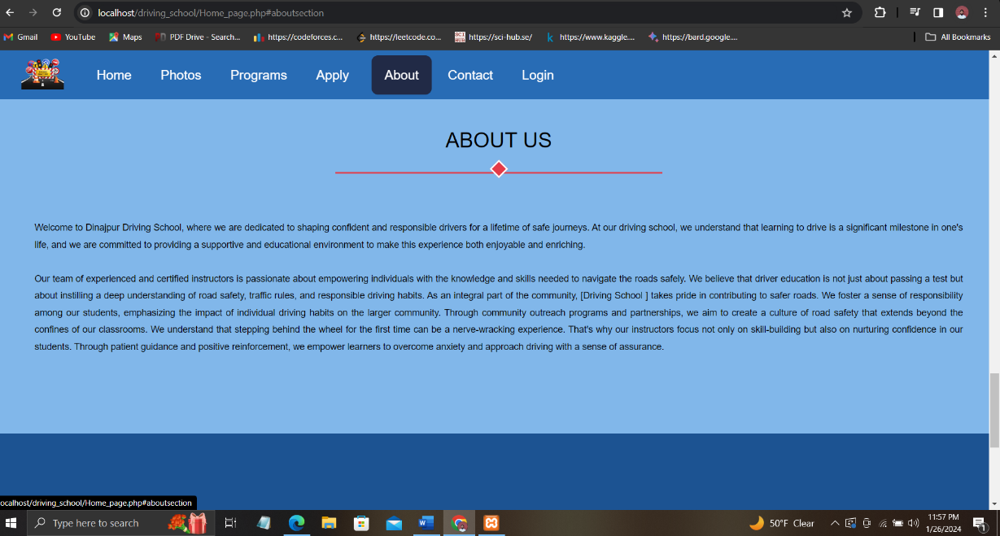 localhost/driving_school/Home_page.php#aboutsection
Gmail YouTube Maps PDF Drive - Search... https://codeforces.c... https://leetcode.co... SCI HUB https://sci-hub.se/ https://www.kaggle.... https://bard.google.... All Bookmarks
Home Photos Programs Apply About Contact Login
ABOUT US
Welcome to Dinajpur Driving School, where we are dedicated to shaping confident and responsible drivers for a lifetime of safe journeys. At our driving school, we understand that learning to drive is a significant milestone in one's
life, and we are committed to providing a supportive and educational environment to make this experience both enjoyable and enriching.
Our team of experienced and certified instructors is passionate about empowering individuals with the knowledge and skills needed to navigate the roads safely. We believe that driver education is not just about passing a test but
about instilling a deep understanding of road safety, traffic rules, and responsible driving habits. As an integral part of the community, [Driving School ] takes pride in contributing to safer roads. We foster a sense of responsibility
among our students, emphasizing the impact of individual driving habits on the larger community. Through community outreach programs and partnerships, we aim to create a culture of road safety that extends beyond the
confines of our classrooms. We understand that stepping behind the wheel for the first time can be a nerve-wracking experience. That's why our instructors focus not only on skill-building but also on nurturing confidence in our
students. Through patient guidance and positive reinforcement, we empower learners to overcome anxiety and approach driving with a sense of assurance.
ocalhost/driving_school/Home_page.php#aboutsection
Type here to search 50°F Clear 11:57 PM
1/26/2024 1